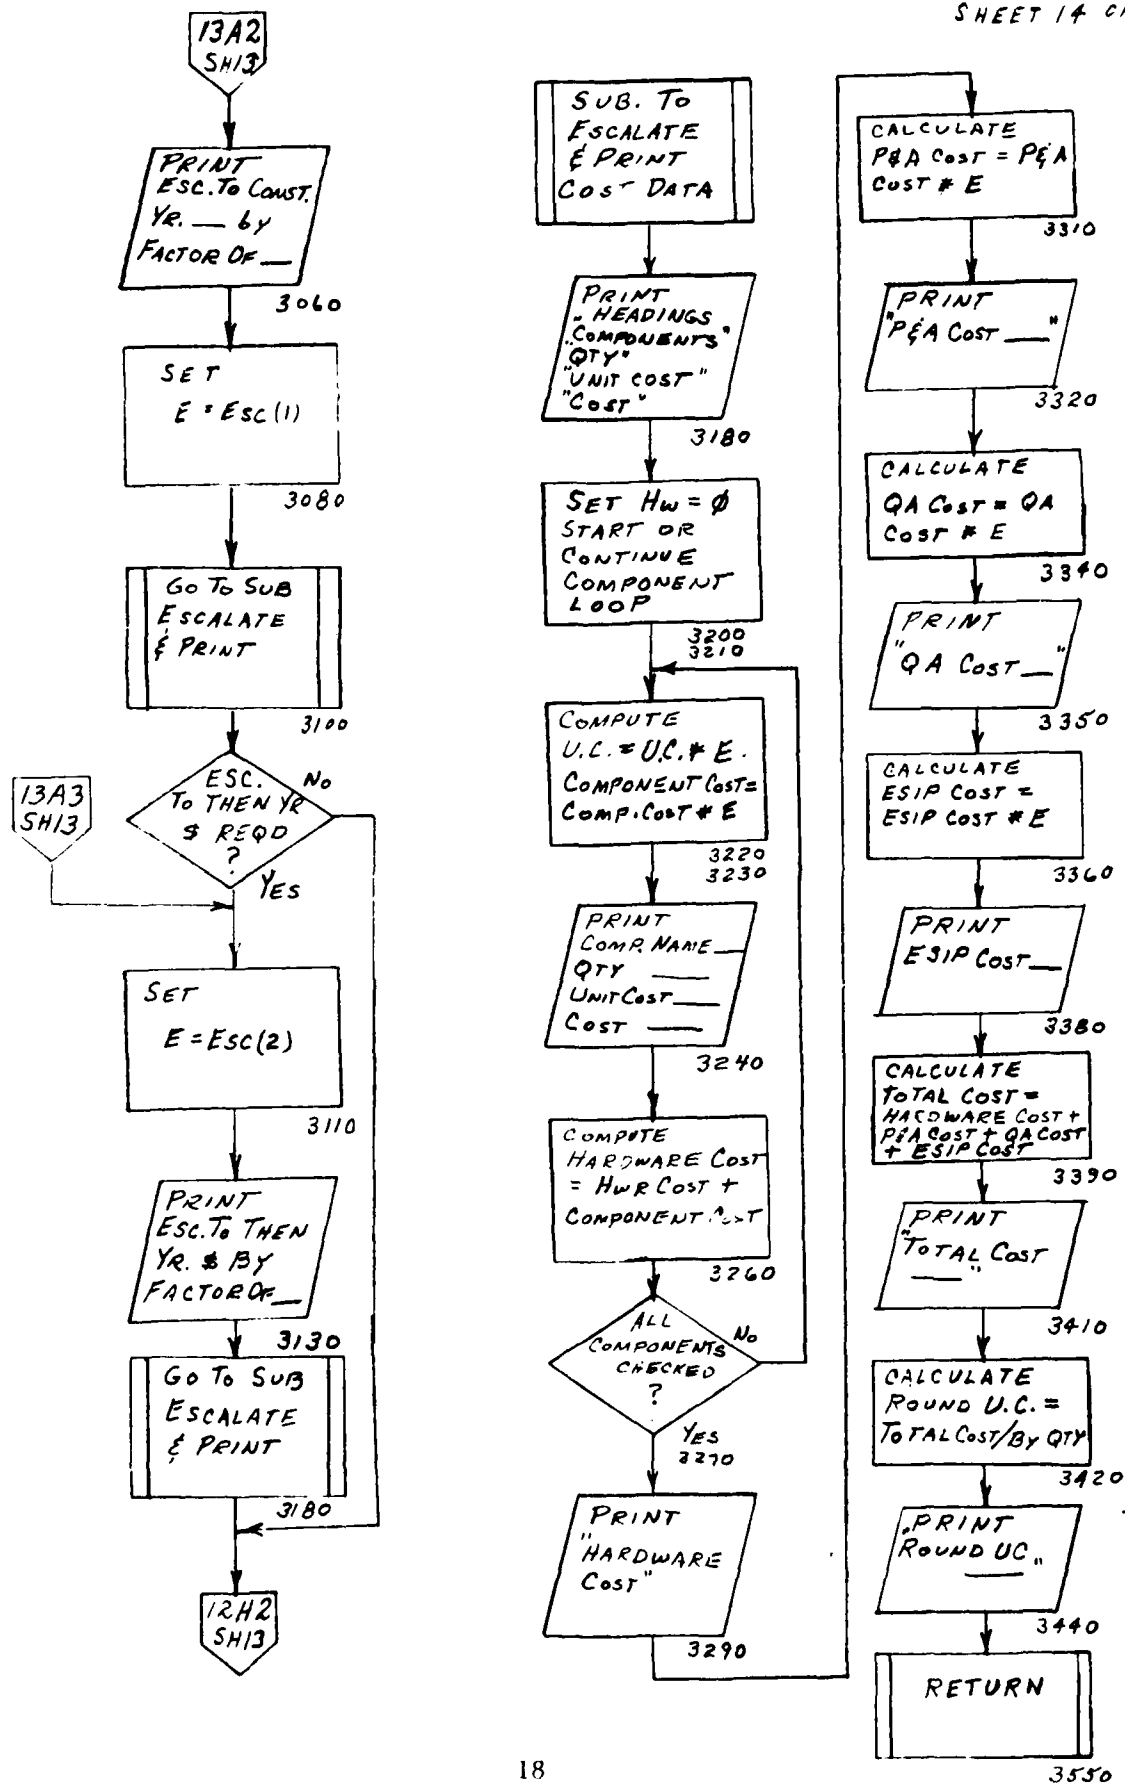 SHEET 14
13A2
SH13
PRINT
ESC. TO CONST.
YR. __ by
FACTOR OF __
3060
SET
E = ESC(1)
3080
GO TO SUB
ESCALATE
& PRINT
3100
ESC.
TO THEN YR
$ REQD
?
NO
YES
13A3
SH13
SET
E = ESC(2)
3110
PRINT
ESC. TO THEN
YR. $ BY
FACTOR OF __
3130
GO TO SUB
ESCALATE
& PRINT
3180
12H2
SH13
SUB. TO
ESCALATE
& PRINT
COST DATA
PRINT
"HEADINGS
"COMPONENTS"
QTY"
"UNIT COST"
"COST"
3180
SET HW = Ø
START OR
CONTINUE
COMPONENT
LOOP
3200
3210
COMPUTE
U.C. = U.C. * E.
COMPONENT COST =
COMP. COST * E
3220
3230
PRINT
COMP. NAME __
QTY __
UNIT COST __
COST __
3240
COMPUTE
HARDWARE COST
= HWR COST +
COMPONENT COST
3260
ALL
COMPONENTS
CHECKED
?
NO
YES
3270
PRINT
"HARDWARE
COST"
3290
CALCULATE
P&A COST = P&A
COST * E
3310
PRINT
"P&A COST __"
3320
CALCULATE
QA COST = QA
COST * E
3340
PRINT
"QA COST __"
3350
CALCULATE
ESIP COST =
ESIP COST * E
3360
PRINT
ESIP COST __
3380
CALCULATE
TOTAL COST =
HARDWARE COST +
P&A COST + QA COST
+ ESIP COST
3390
PRINT
"TOTAL COST
__"
3410
CALCULATE
ROUND U.C. =
TOTAL COST/BY QTY
3420
"PRINT
ROUND UC __"
3440
RETURN
3550
18